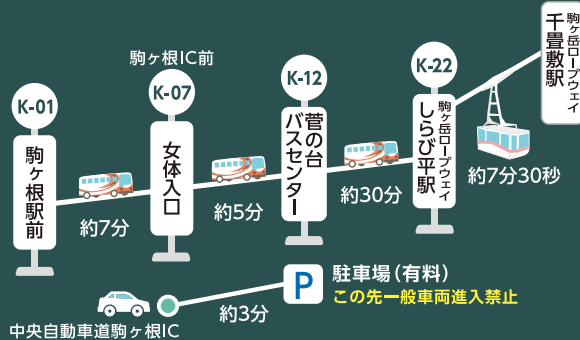 駒ヶ岳ロープウェイ
千畳敷駅
駒ヶ根IC前
K-01
K-07
K-12
K-22
駒ヶ根駅前
女体入口
菅の台
バスセンター
駒ヶ岳ロープウェイ
しらび平駅
約7分
約5分
約30分
約7分30秒
P
駐車場（有料）
この先一般車両進入禁止
約3分
中央自動車道駒ヶ根IC